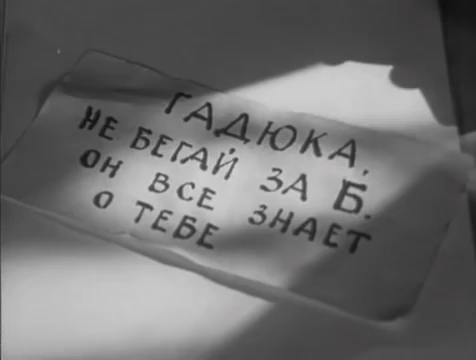 ГАДЮКА,
НЕ БЕГАЙ ЗА Б.
ОН ВСЕ ЗНАЕТ
О ТЕБЕ